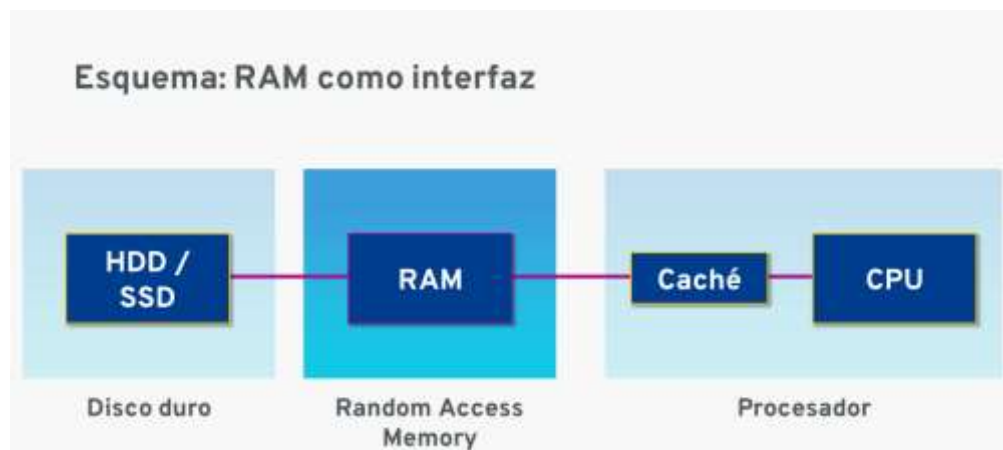 Esquema: RAM como interfaz
HDD /
SSD
RAM
Caché
CPU
Disco duro
Random Access
Memory
Procesador